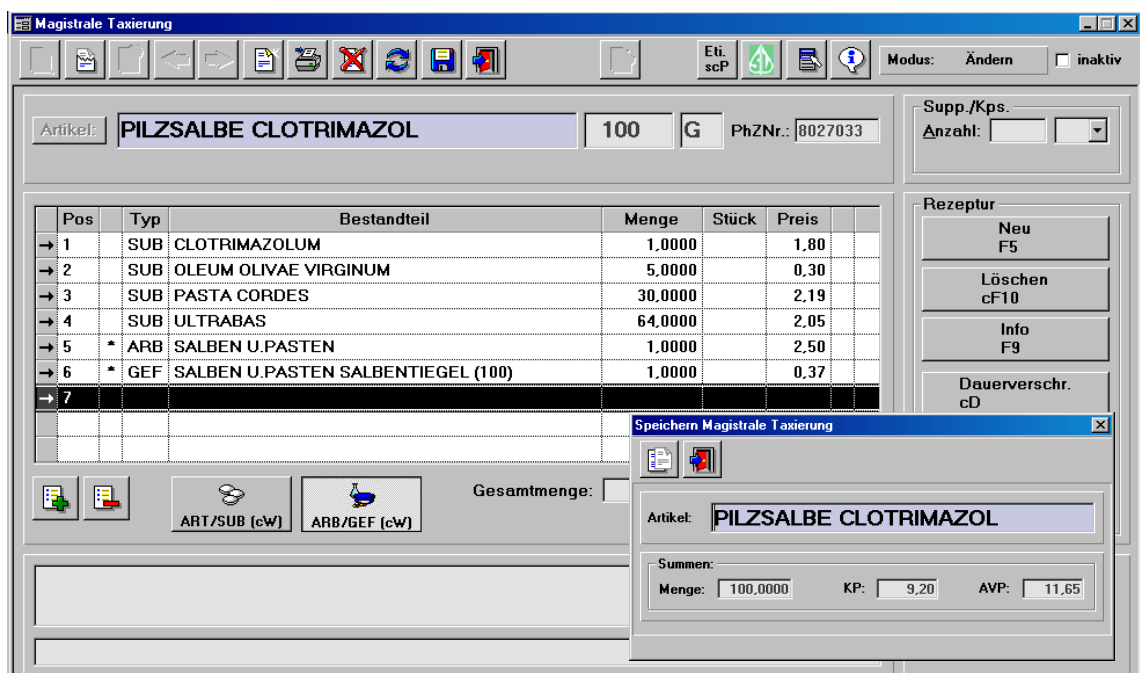 Magistrale Taxierung
Eti.
scP
Modus: Ändern inaktiv
Artikel: PILZSALBE CLOTRIMAZOL 100 G PhZNr.: 8027033
Supp./Kps.
Anzahl:
Pos Typ Bestandteil Menge Stück Preis
1 SUB CLOTRIMAZOLUM 1,0000 1,80
2 SUB OLEUM OLIVAE VIRGINUM 5,0000 0,30
3 SUB PASTA CORDES 30,0000 2,19
4 SUB ULTRABAS 64,0000 2,05
5 * ARB SALBEN U.PASTEN 1,0000 2,50
6 * GEF SALBEN U.PASTEN SALBENTIEGEL (100) 1,0000 0,37
7
Rezeptur
Neu
F5
Löschen
cF10
Info
F9
Dauerverschr.
cD
ART/SUB (cW)
ARB/GEF (cW)
Gesamtmenge:
Speichern Magistrale Taxierung
Artikel: PILZSALBE CLOTRIMAZOL
Summen:
Menge: 100,0000 KP: 9,20 AVP: 11,65